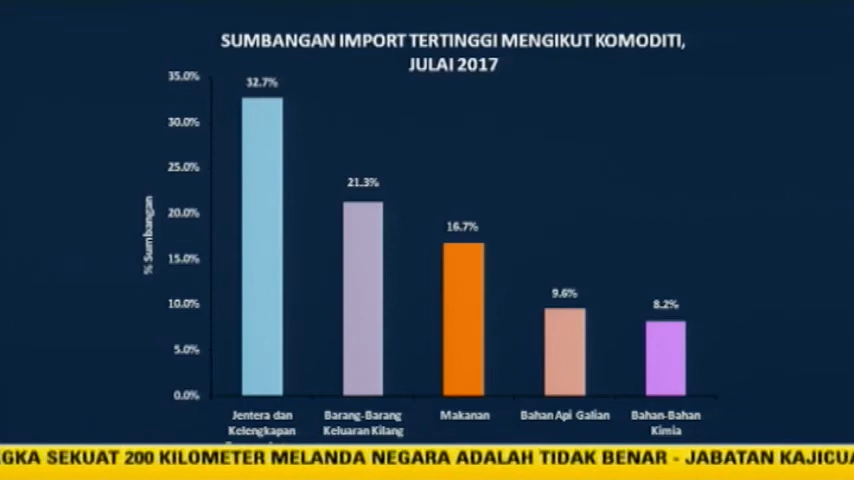 SUMBANGAN IMPORT TERTINGGI MENGIKUT KOMODITI,
JULAI 2017
35.0%
30.0%
25.0%
20.0%
15.0%
10.0%
5.0%
0.0%
% Sumbangan
32.7%
21.3%
16.7%
9.6%
8.2%
Jentera dan
Kelengkapan
Barang-Barang
Keluaran Kilang
Makanan
Bahan Api Galian
Bahan-Bahan
Kimia
GKA SEKUAT 200 KILOMETER MELANDA NEGARA ADALAH TIDAK BENAR - JABATAN KAJICUA